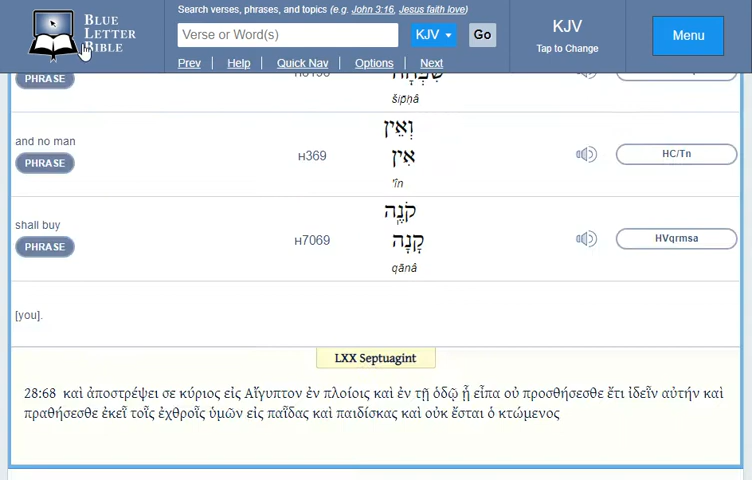 BLUE
LETTER
BIBLE
Search verses, phrases, and topics (e.g. John 3:16, Jesus faith love)
Verse or Word(s)
KJV
Go
Prev | Help | Quick Nav | Options | Next
KJV
Tap to Change
Menu
PHRASE
šip̄ḥâ
and no man
PHRASE
H369
וְאֵין
אִין
'în
HC/Tn
shall buy
PHRASE
H7069
קֹנֶֽה
קָנָה
qānâ
HVqrmsa
[you].
LXX Septuagint
28:68 καὶ ἀποστρέψει σε κύριος εἰς Αἴγυπτον ἐν πλοίοις καὶ ἐν τῇ ὁδῷ ᾗ εἶπα οὐ προσθήσεσθε ἔτι ἰδεῖν αὐτήν καὶ
πραθήσεσθε ἐκεῖ τοῖς ἐχθροῖς ὑμῶν εἰς παῖδας καὶ παιδίσκας καὶ οὐκ ἔσται ὁ κτώμενος